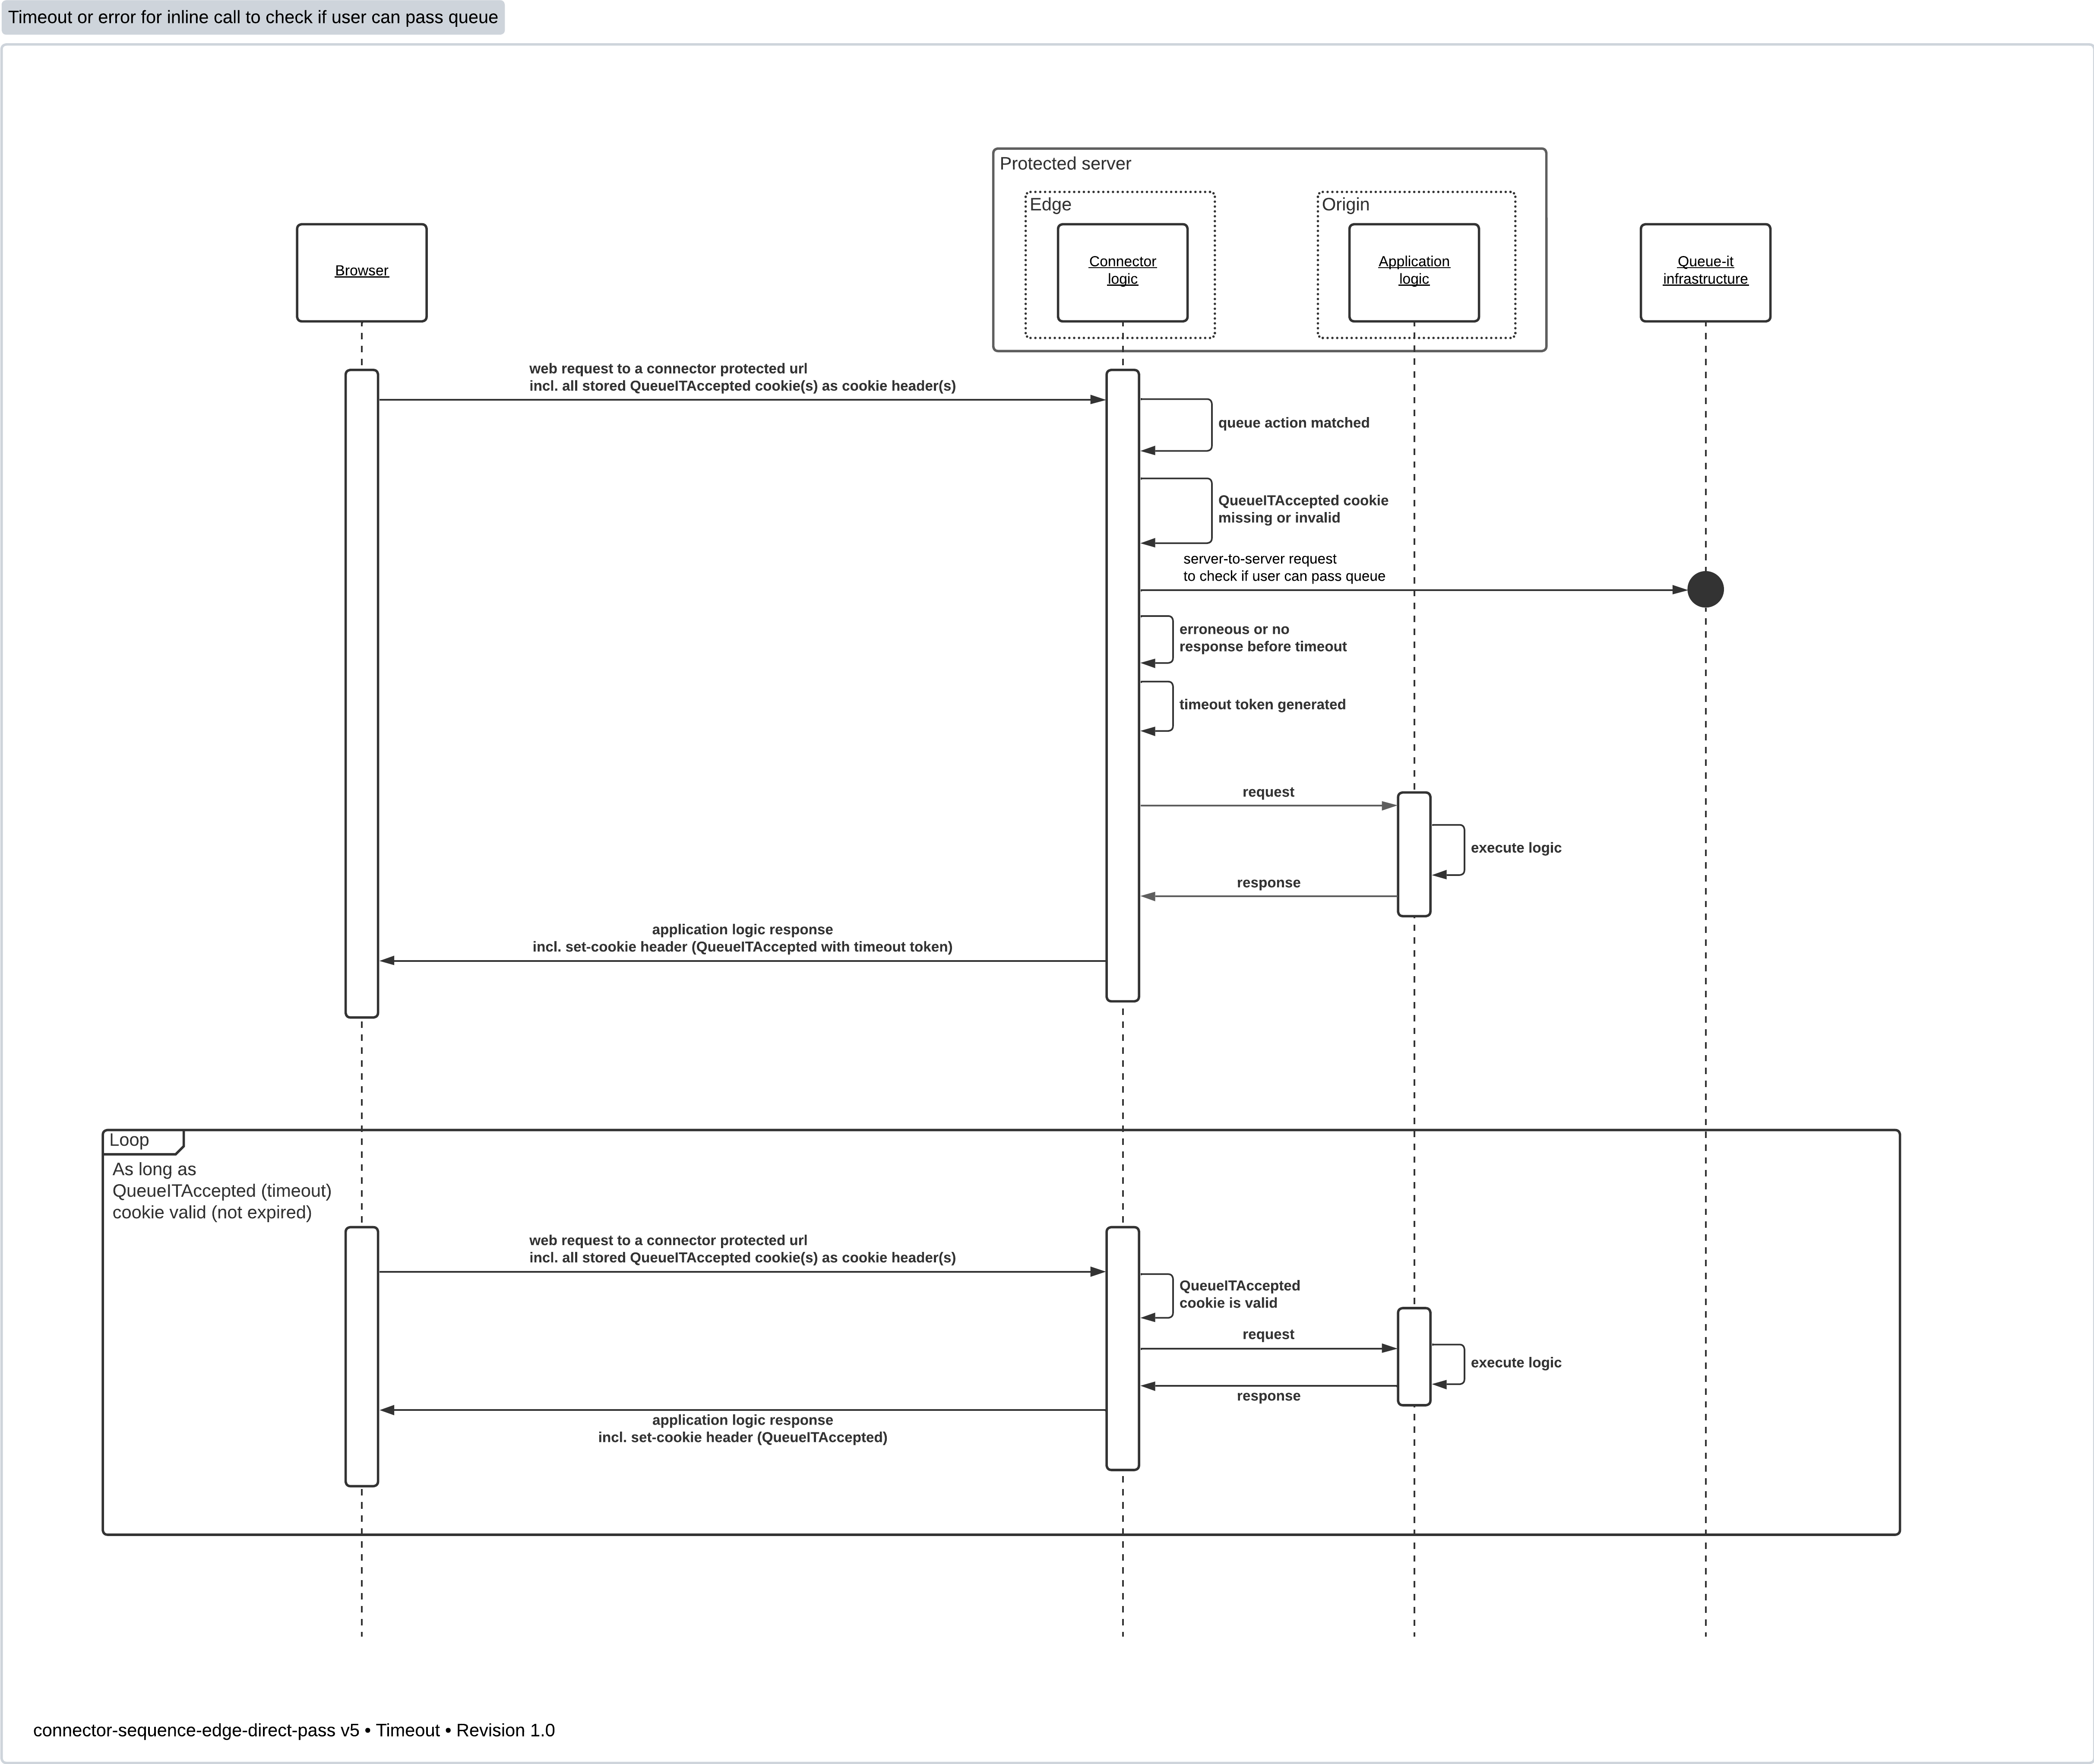 Timeout or error for inline call to check if user can pass queue
Protected server
Edge
Origin
Browser
Connector
logic
Application
logic
Queue-it
infrastructure
web request to a connector protected url
incl. all stored QueueITAccepted cookie(s) as cookie header(s)
queue action matched
QueueITAccepted cookie
missing or invalid
server-to-server request
to check if user can pass queue
erroneous or no
response before timeout
timeout token generated
request
execute logic
response
application logic response
incl. set-cookie header (QueueITAccepted with timeout token)
Loop
As long as
QueueITAccepted (timeout)
cookie valid (not expired)
web request to a connector protected url
incl. all stored QueueITAccepted cookie(s) as cookie header(s)
QueueITAccepted
cookie is valid
request
execute logic
response
application logic response
incl. set-cookie header (QueueITAccepted)
connector-sequence-edge-direct-pass v5 • Timeout • Revision 1.0